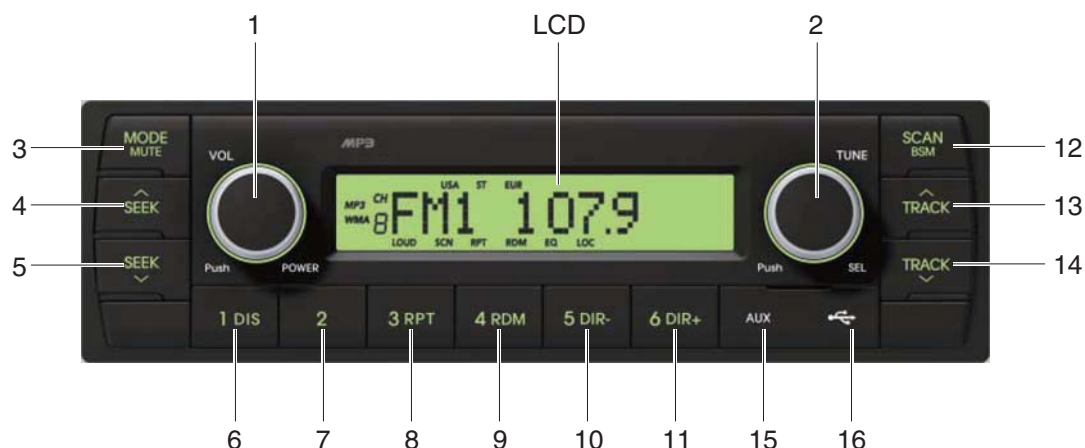 1 LCD 2
3 MODE MUTE
VOL
MP3
TUNE
SCAN BSM 12
4 SEEK
USA ST EUR
MP3 CH
WMA 8 FM1 107.9
LOUD SCN RPT RDM EQ LOC
TRACK 13
5 SEEK
Push POWER
Push SEL
TRACK 14
1 DIS 2 3 RPT 4 RDM 5 DIR- 6 DIR+ AUX
6 7 8 9 10 11 15 16